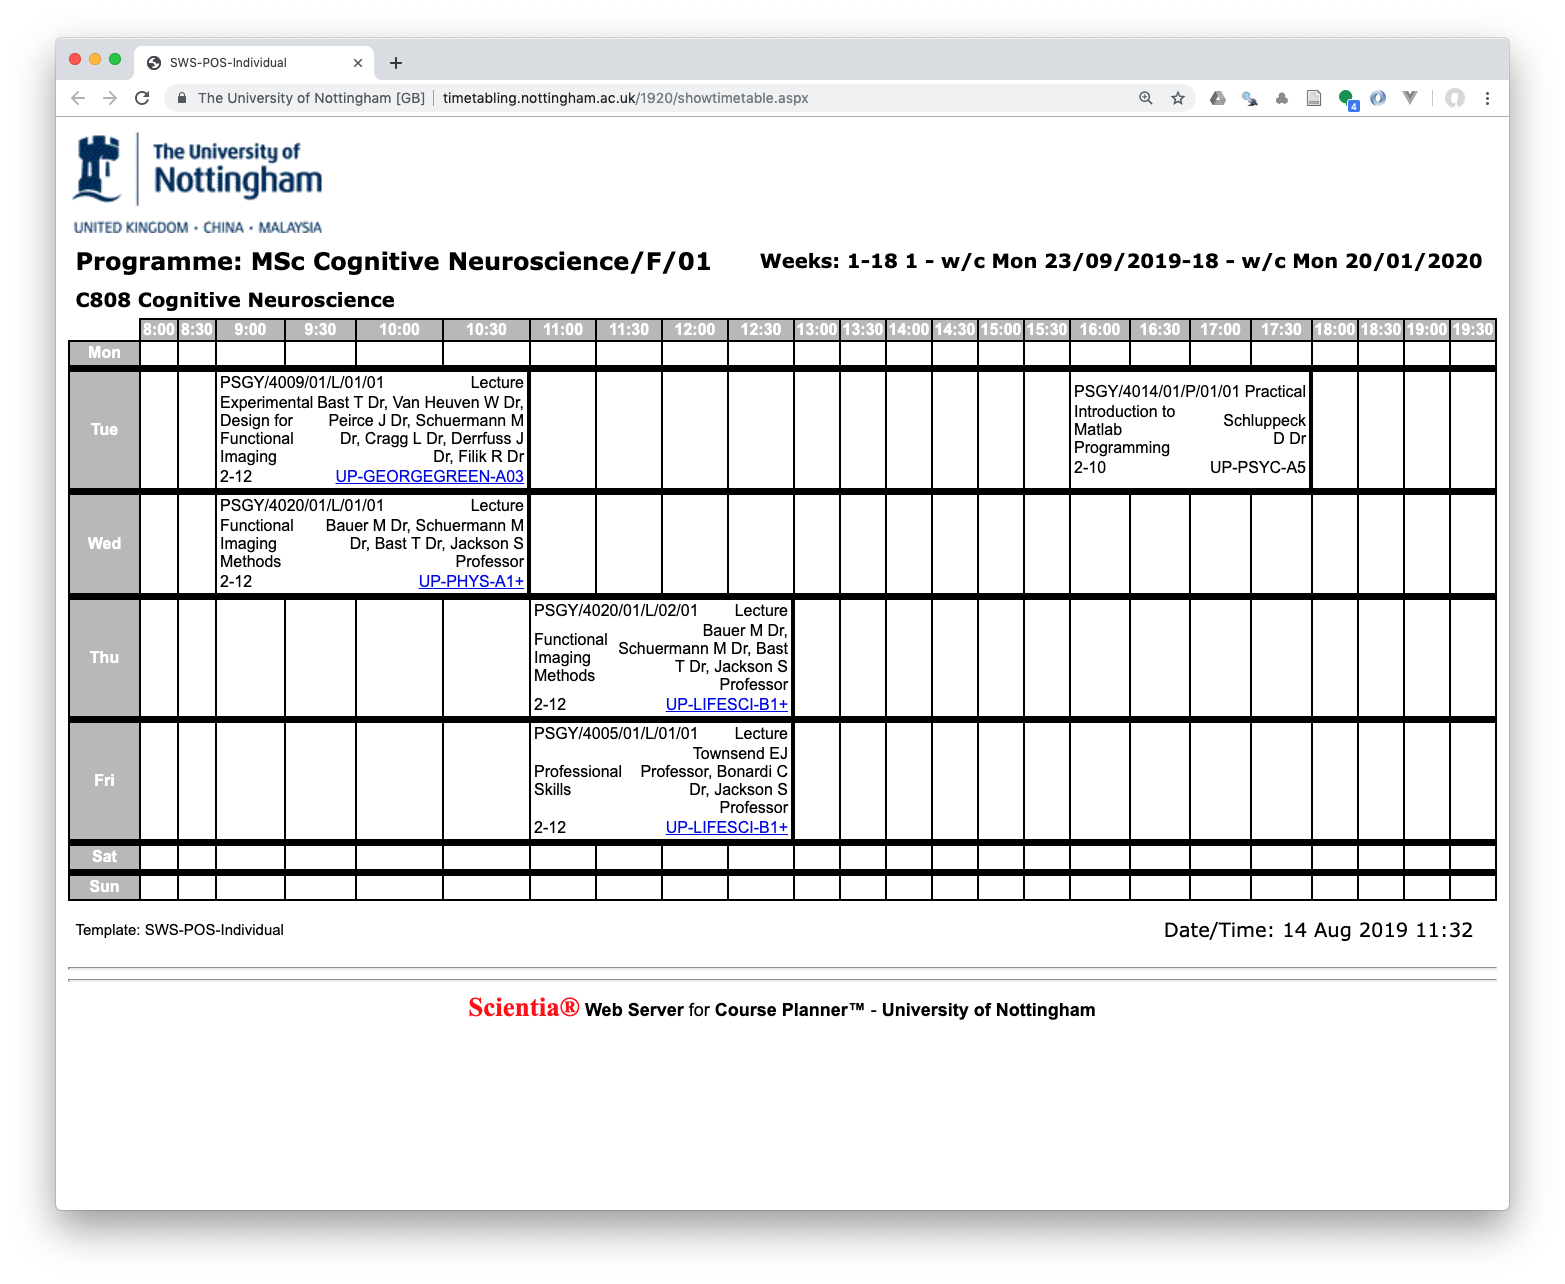 SWS-POS-Individual
The University of Nottingham [GB] timetabling.nottingham.ac.uk/1920/showtimetable.aspx
4
The University of
Nottingham
UNITED KINGDOM · CHINA · MALAYSIA
Programme: MSc Cognitive Neuroscience/F/01 Weeks: 1-18 1 - w/c Mon 23/09/2019-18 - w/c Mon 20/01/2020
C808 Cognitive Neuroscience
8:00 8:30 9:00 9:30 10:00 10:30 11:00 11:30 12:00 12:30 13:00 13:30 14:00 14:30 15:00 15:30 16:00 16:30 17:00 17:30 18:00 18:30 19:00 19:30
Mon
Tue
PSGY/4009/01/L/01/01 Lecture
Experimental Bast T Dr, Van Heuven W Dr,
Design for Peirce J Dr, Schuermann M
Functional Dr, Cragg L Dr, Derrfuss J
Imaging Dr, Filik R Dr
2-12 UP-GEORGEGREEN-A03
PSGY/4014/01/P/01/01 Practical
Introduction to
Matlab
Programming
Schluppeck
D Dr
2-10 UP-PSYC-A5
Wed
PSGY/4020/01/L/01/01 Lecture
Functional Bauer M Dr, Schuermann M
Imaging Dr, Bast T Dr, Jackson S
Methods Professor
2-12 UP-PHYS-A1+
Thu
PSGY/4020/01/L/02/01 Lecture
Functional
Imaging
Methods
Bauer M Dr,
Schuermann M Dr, Bast
T Dr, Jackson S
Professor
2-12 UP-LIFESCI-B1+
Fri
PSGY/4005/01/L/01/01 Lecture
Professional
Skills
Townsend EJ
Professor, Bonardi C
Dr, Jackson S
Professor
2-12 UP-LIFESCI-B1+
Sat
Sun
Template: SWS-POS-Individual Date/Time: 14 Aug 2019 11:32
Scientia® Web Server for Course Planner™ - University of Nottingham